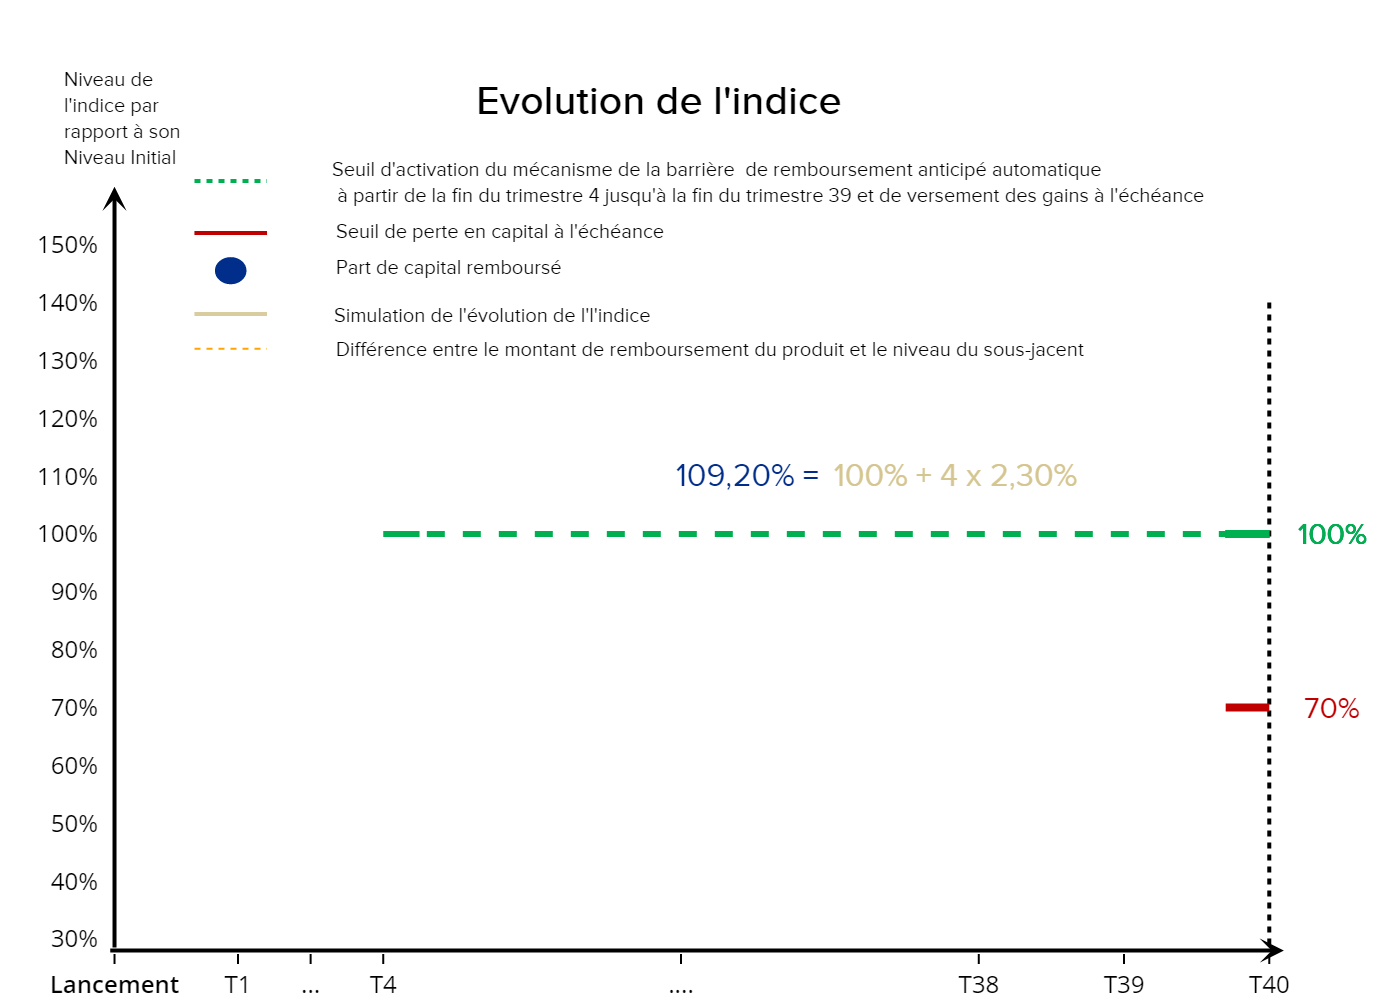 Niveau de
l'indice par
rapport à son
Niveau Initial
Evolution de l'indice
Seuil d'activation du mécanisme de la barrière  de remboursement anticipé automatique
à partir de la fin du trimestre 4 jusqu'à la fin du trimestre 39 et de versement des gains à l'échéance
Seuil de perte en capital à l'échéance
Part de capital remboursé
Simulation de l'évolution de l'l'indice
Différence entre le montant de remboursement du produit et le niveau du sous-jacent
150%
140%
130%
120%
110%
100%
90%
80%
70%
60%
50%
40%
30%
109,20% = 100% + 4 x 2,30%
100%
70%
Lancement T1 ... T4 .... T38 T39 T40